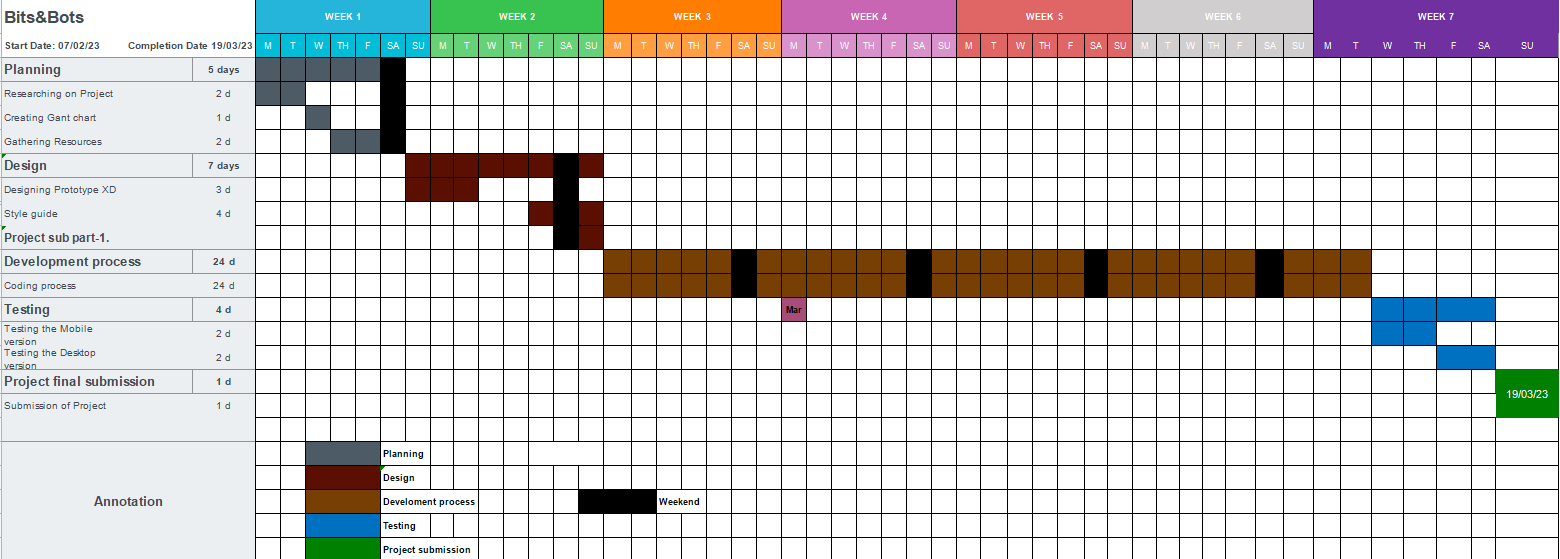 Bits&Bots WEEK 1 WEEK 2 WEEK 3 WEEK 4 WEEK 5 WEEK 6 WEEK 7
Start Date: 07/02/23 Completion Date 19/03/23 M T W TH F SA SU M T W TH F SA SU M T W TH F SA SU M T W TH F SA SU M T W TH F SA SU M T W TH F SA SU M T W TH F SA SU
Planning 5 days
Researching on Project 2 d
Creating Gant chart 1 d
Gathering Resources 2 d
Design 7 days
Designing Prototype XD 3 d
Style guide 4 d
Project sub part-1.
Development process 24 d
Coding process 24 d
Testing 4 d Mar
Testing the Mobile
version 2 d
Testing the Desktop
version 2 d
Project final submission 1 d
19/03/23
Submission of Project 1 d
Planning
Design
Annotation Develoment process Weekend
Testing
Project submission